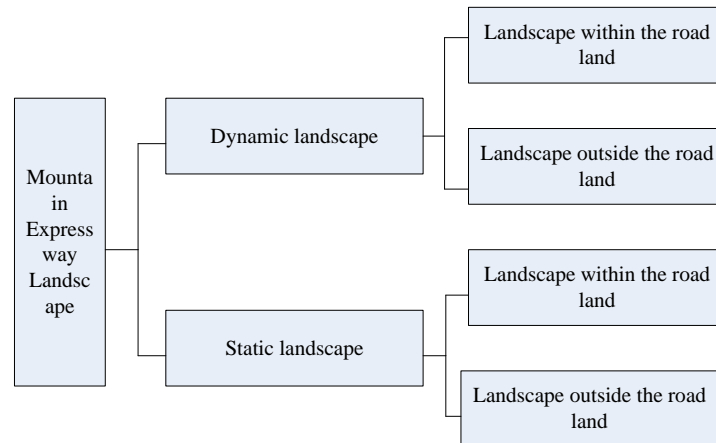 Mounta
in
Express
way
Landsc
ape
Dynamic landscape
Landscape within the road
land
Landscape outside the road
land
Static landscape
Landscape within the road
land
Landscape outside the road
land